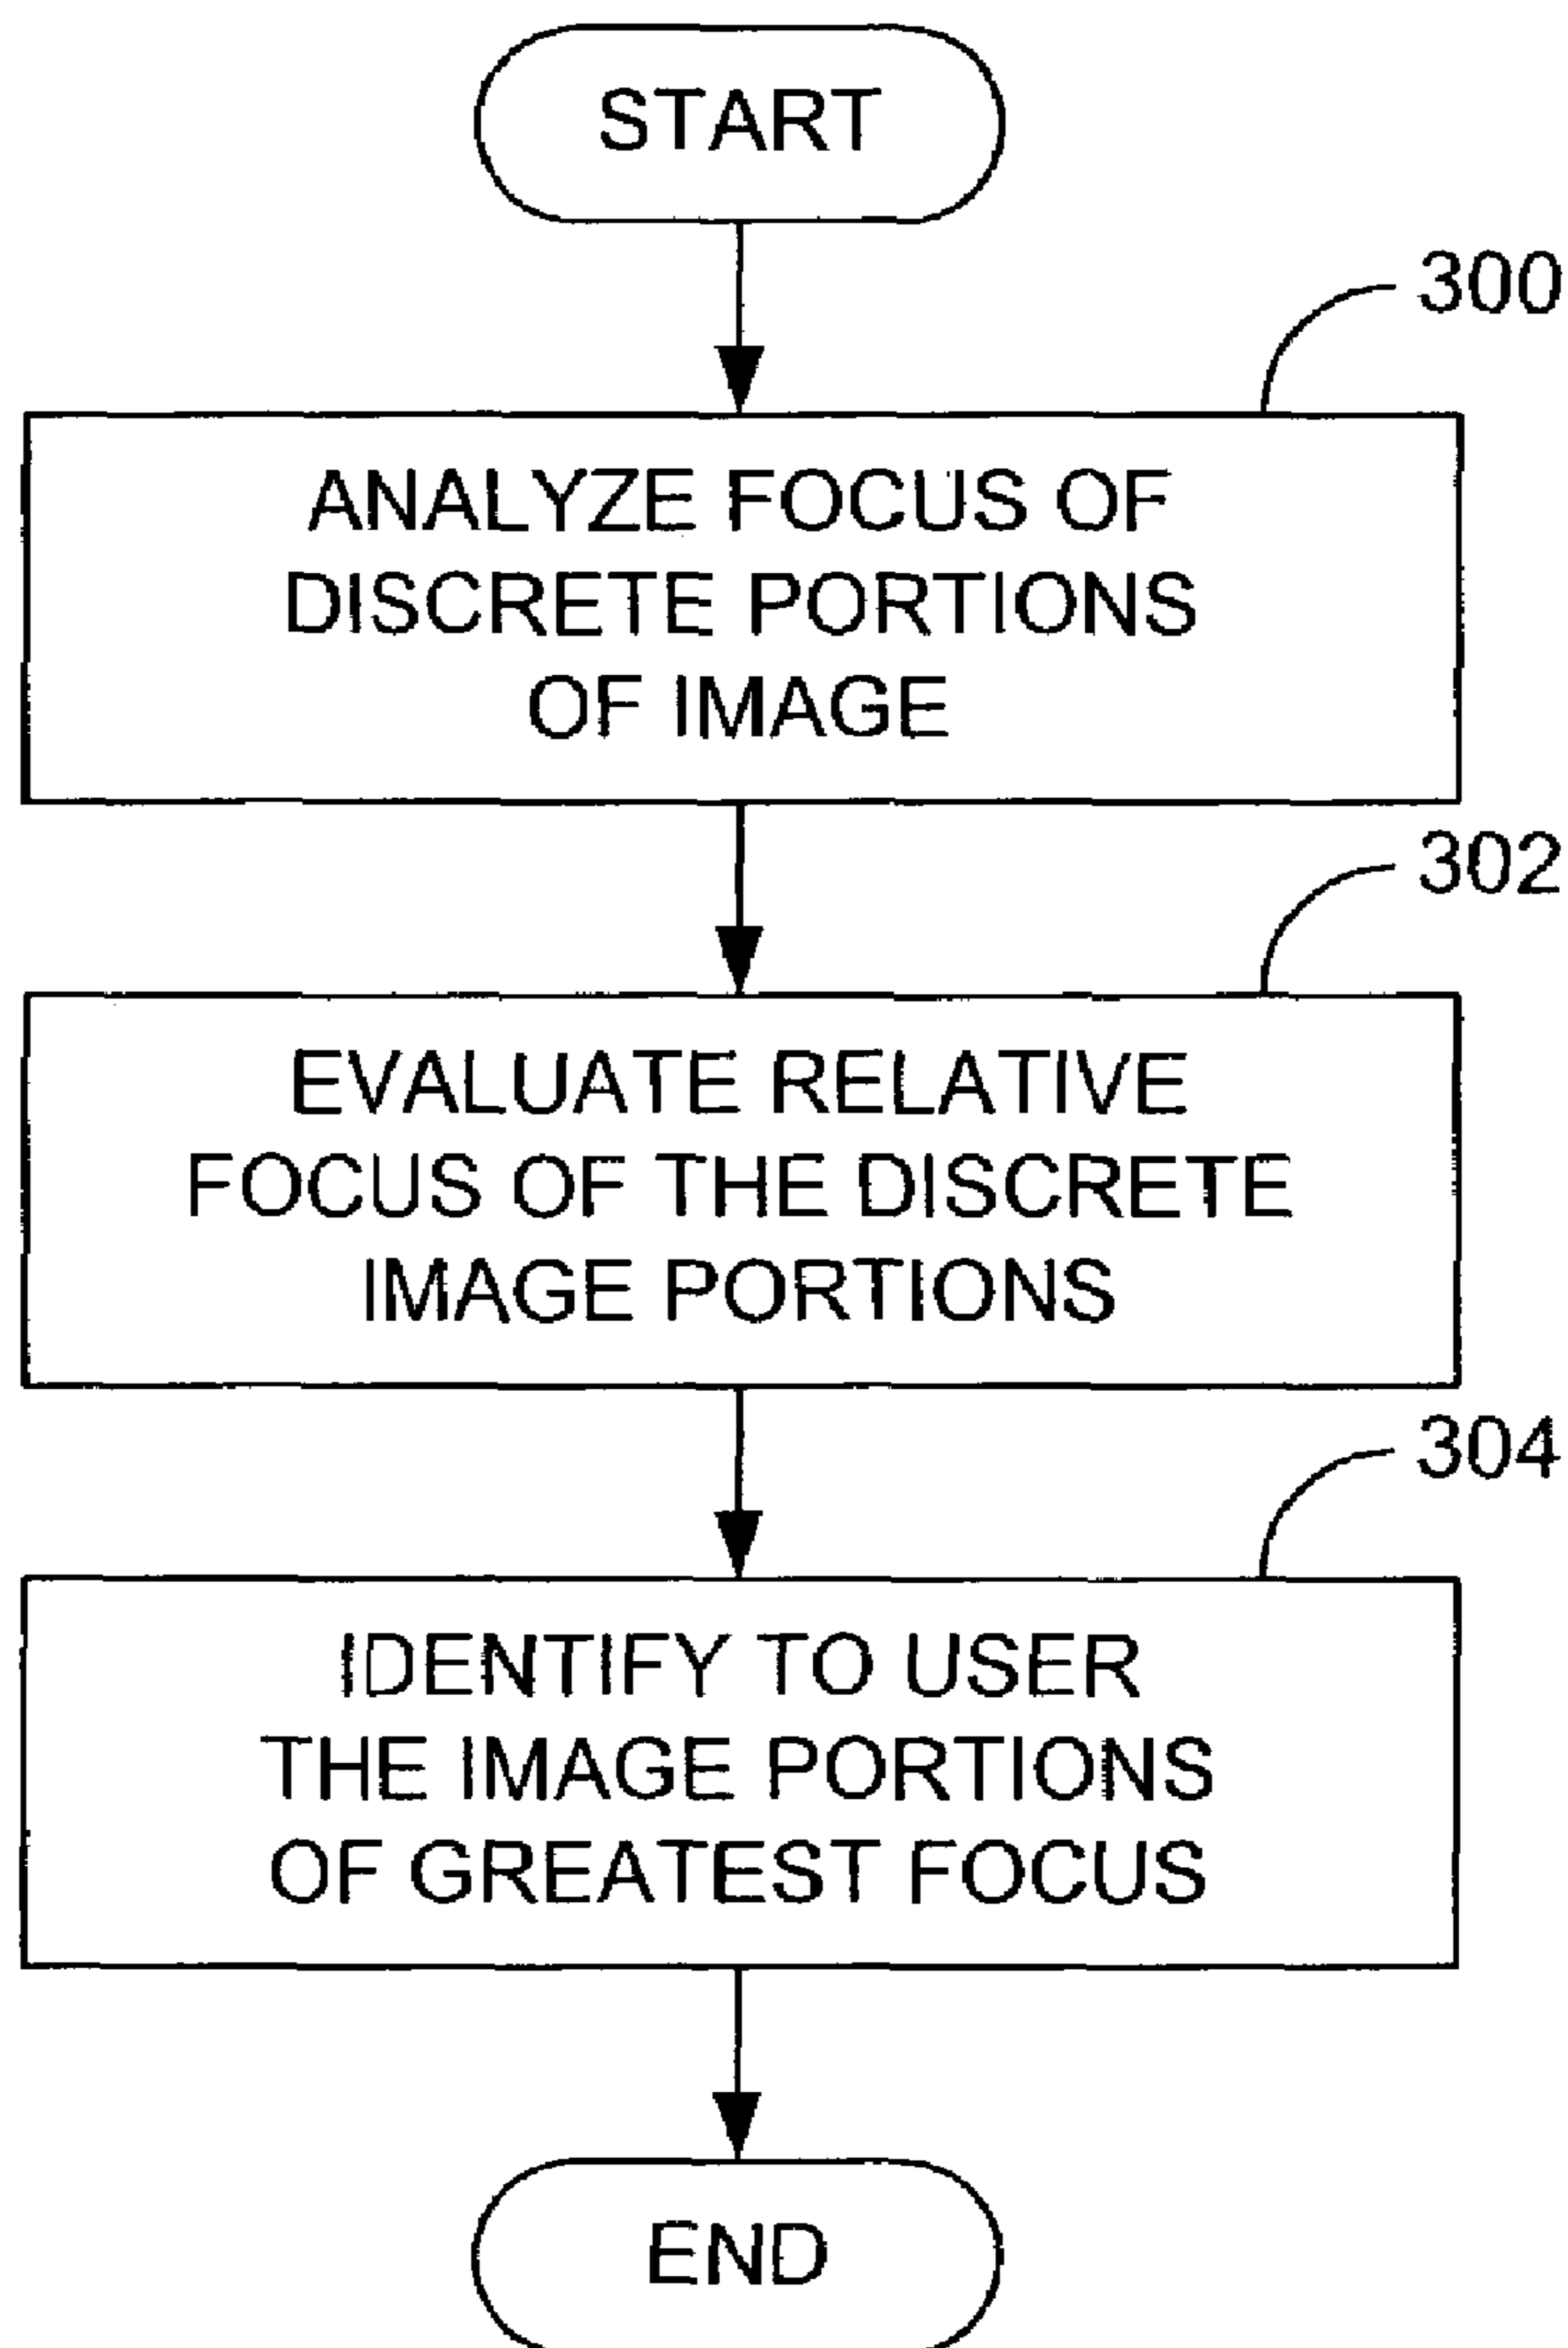 START
300
ANALYZE FOCUS OF
DISCRETE PORTIONS
OF IMAGE
302
EVALUATE RELATIVE
FOCUS OF THE DISCRETE
IMAGE PORTIONS
304
IDENTIFY TO USER
THE IMAGE PORTIONS
OF GREATEST FOCUS
END